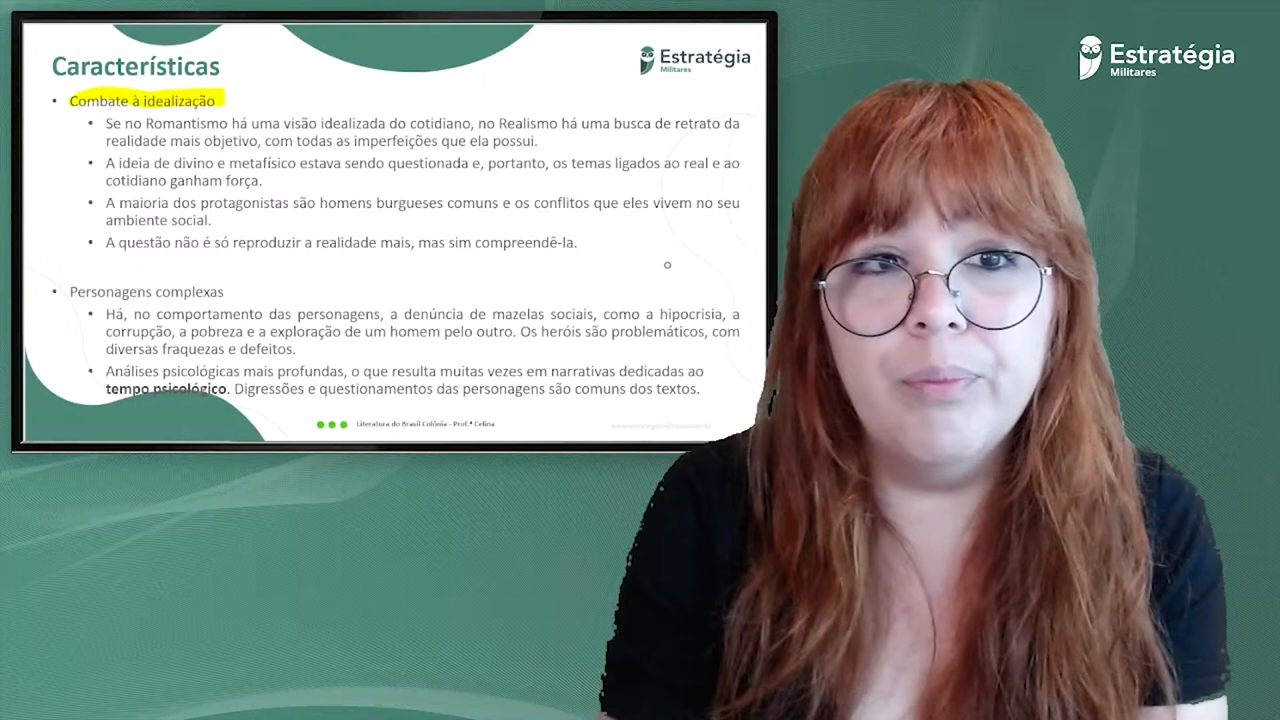 Características
Estratégia
Militares
Estratégia
Militares
• Combate à idealização
• Se no Romantismo há uma visão idealizada do cotidiano, no Realismo há uma busca de retrato da
realidade mais objetivo, com todas as imperfeições que ela possui.
• A ideia de divino e metafísico estava sendo questionada e, portanto, os temas ligados ao real e ao
cotidiano ganham força.
• A maioria dos protagonistas são homens burgueses comuns e os conflitos que eles vivem no seu
ambiente social.
• A questão não é só reproduzir a realidade mais, mas sim compreendê-la.
• Personagens complexas
• Há, no comportamento das personagens, a denúncia de mazelas sociais, como a hipocrisia, a
corrupção, a pobreza e a exploração de um homem pelo outro. Os heróis são problemáticos, com
diversas fraquezas e defeitos.
• Análises psicológicas mais profundas, o que resulta muitas vezes em narrativas dedicadas ao
tempo psicológico. Digressões e questionamentos das personagens são comuns dos textos.
Literatura do Brasil Colônia - Prof.ª Celina